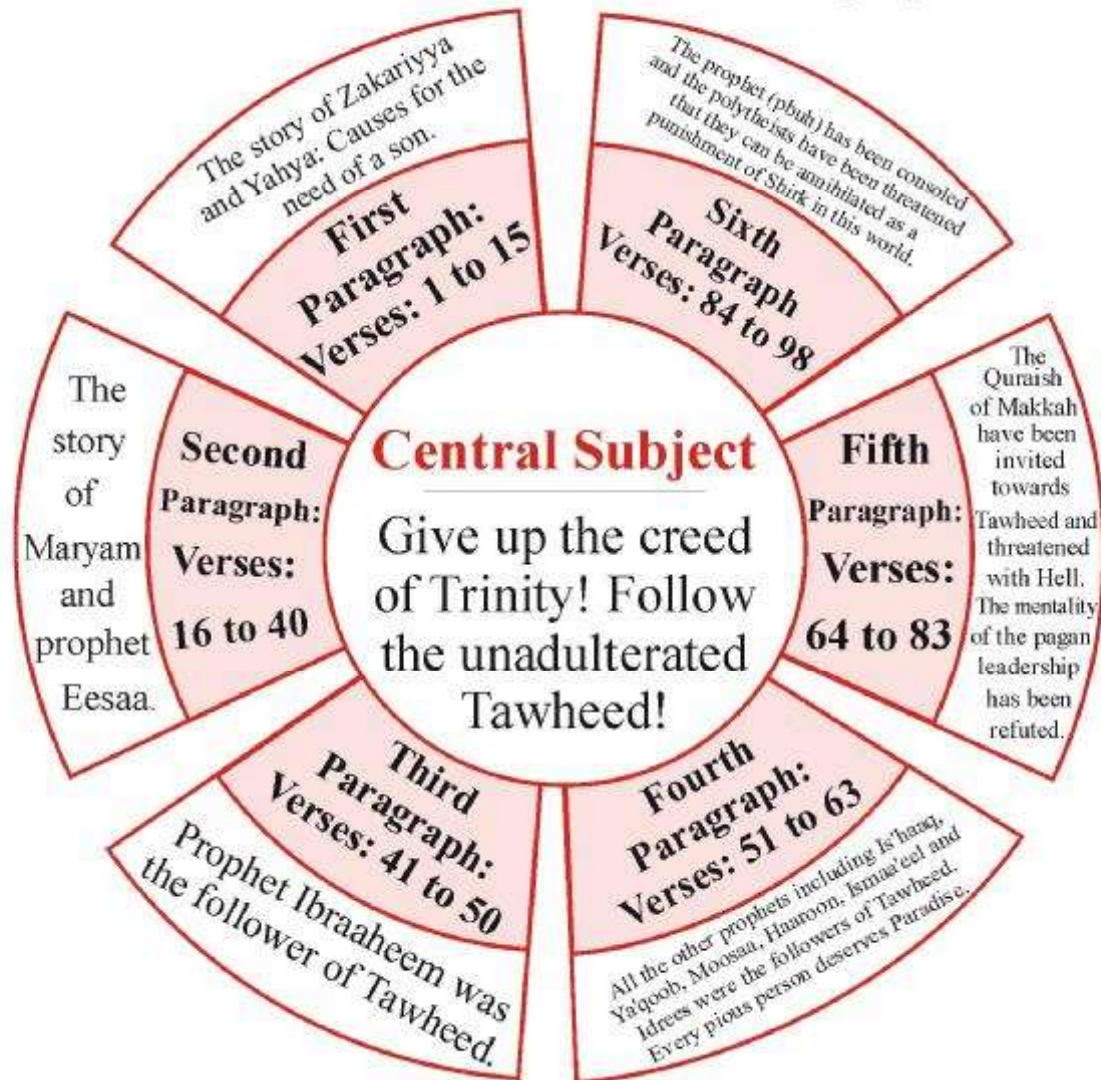 Central Subject
Give up the creed
of Trinity! Follow
the unadulterated
Tawheed!
First
Paragraph:
Verses: 1 to 15
The story of Zakariyya
and Yahya: Causes for the
need of a son.
Second
Paragraph:
Verses:
16 to 40
The
story
of
Maryam
and
prophet
Eesaa.
Third
Paragraph:
Verses: 41 to 50
Prophet Ibraaheem was
the follower of Tawheed.
Fourth
Paragraph:
Verses: 51 to 63
All the other prophets including Is'haaq,
Ya'qoob, Moosaa, Haaroon, Ismaa'eel and
Idrees were the followers of Tawheed.
Every pious person deserves Paradise.
Fifth
Paragraph:
Verses:
64 to 83
The
Quraish
of Makkah
have been
invited
towards
Tawheed and
threatened
with Hell.
The mentality
of the pagan
leadership
has been
refuted.
Sixth
Paragraph
Verses: 84 to 98
The prophet (pbuh) has been consoled
and the polytheists have been threatened
that they can be annihilated as a
punishment of Shirk in this world.